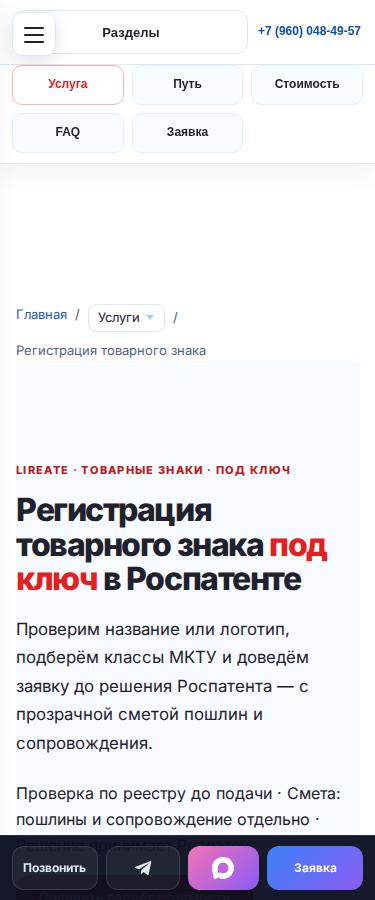 Разделы
+7 (960) 048-49-57
Услуга
Путь
Стоимость
FAQ
Заявка
Главная / Услуги /
Регистрация товарного знака
LIREATE · ТОВАРНЫЕ ЗНАКИ · ПОД КЛЮЧ
Регистрация
товарного знака под
ключ в Роспатенте
Проверим название или логотип,
подберём классы МКТУ и доведём
заявку до решения Роспатента — с
прозрачной сметой пошлин и
сопровождения.
Проверка по реестру до подачи · Смета:
пошлины и сопровождение отдельно ·
Позвонить
Заявка